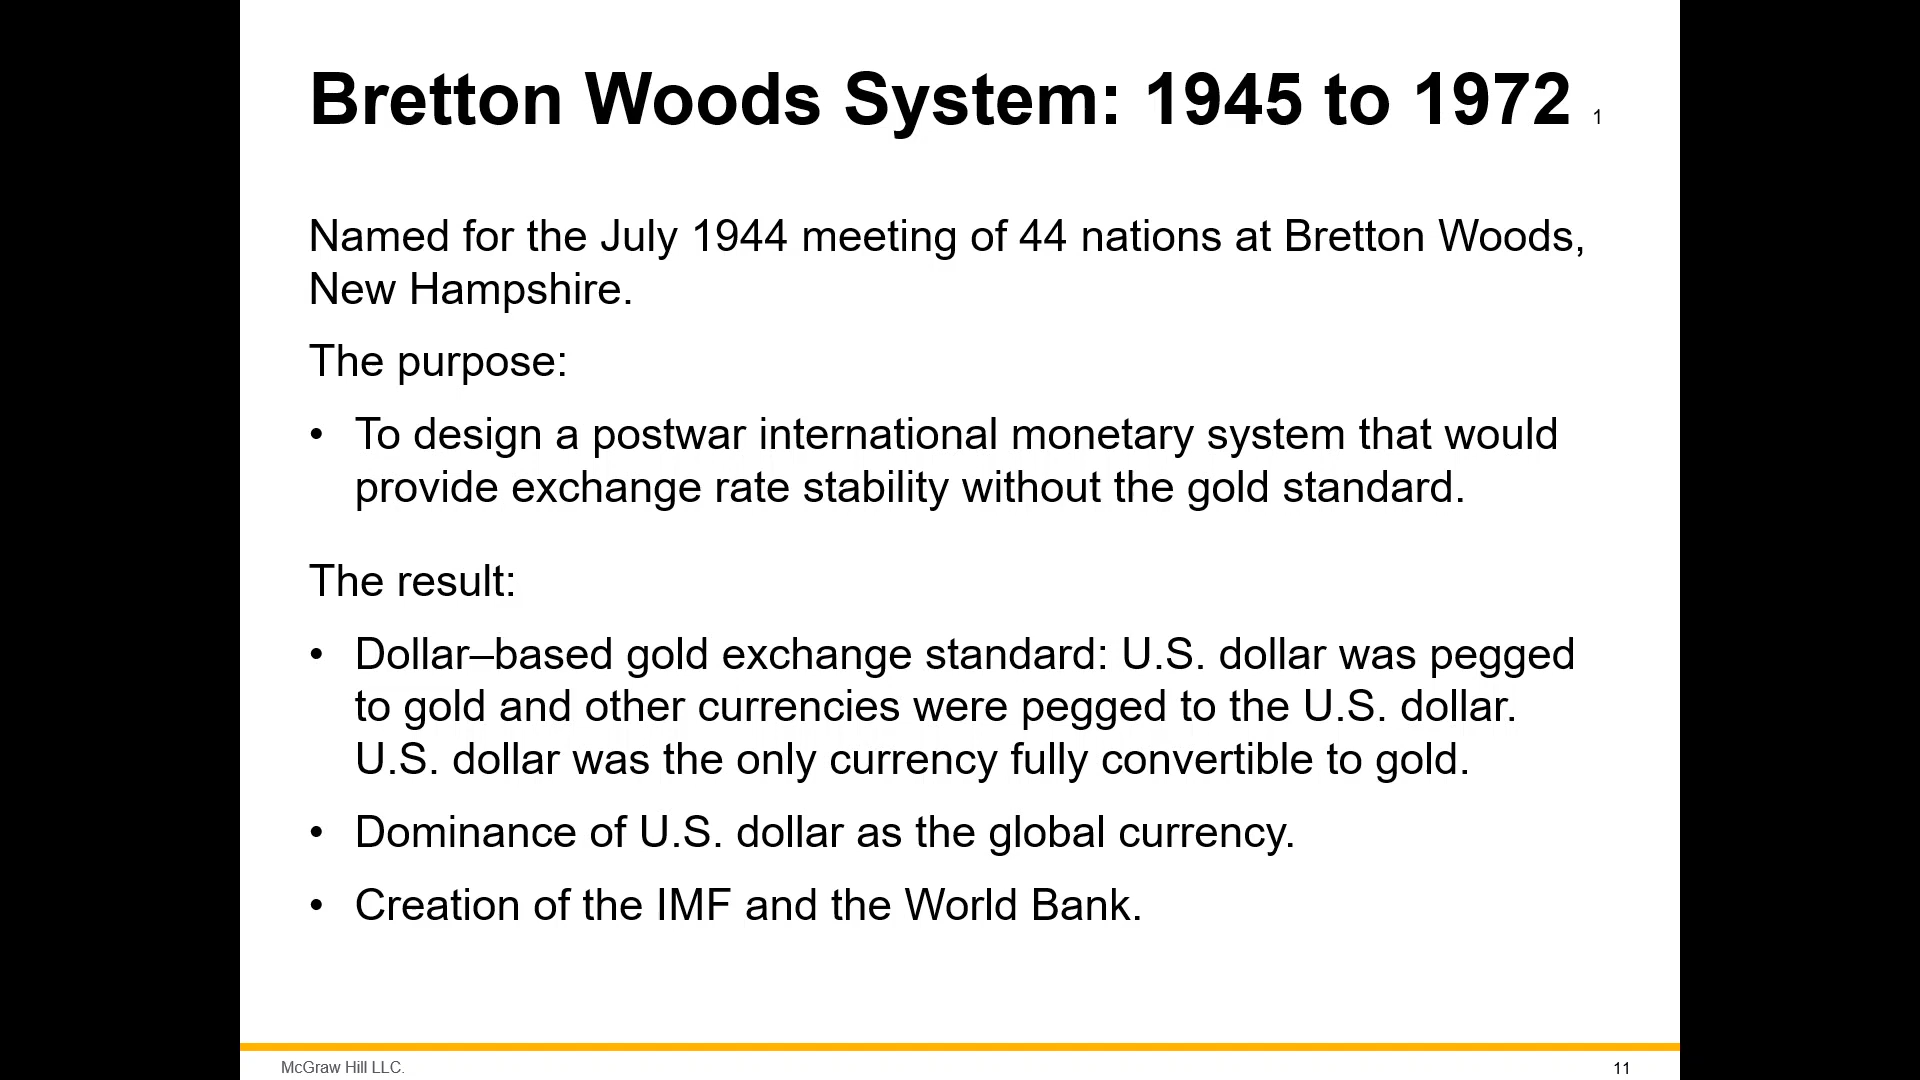 Bretton Woods System: 1945 to 1972 1
Named for the July 1944 meeting of 44 nations at Bretton Woods,
New Hampshire.
The purpose:
• To design a postwar international monetary system that would
provide exchange rate stability without the gold standard.
The result:
• Dollar–based gold exchange standard: U.S. dollar was pegged
to gold and other currencies were pegged to the U.S. dollar.
U.S. dollar was the only currency fully convertible to gold.
• Dominance of U.S. dollar as the global currency.
• Creation of the IMF and the World Bank.
McGraw Hill LLC.
11